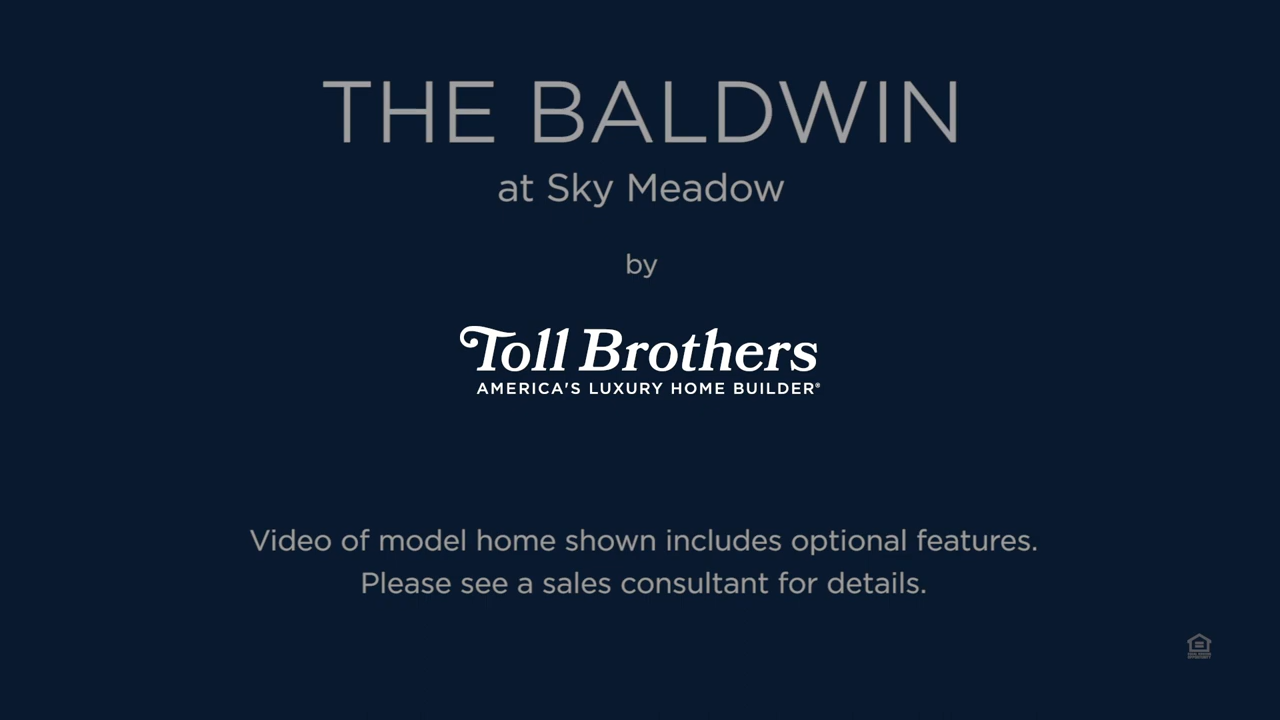 THE BALDWIN
at Sky Meadow
by
Toll Brothers
AMERICA'S LUXURY HOME BUILDER®
Video of model home shown includes optional features.
Please see a sales consultant for details.